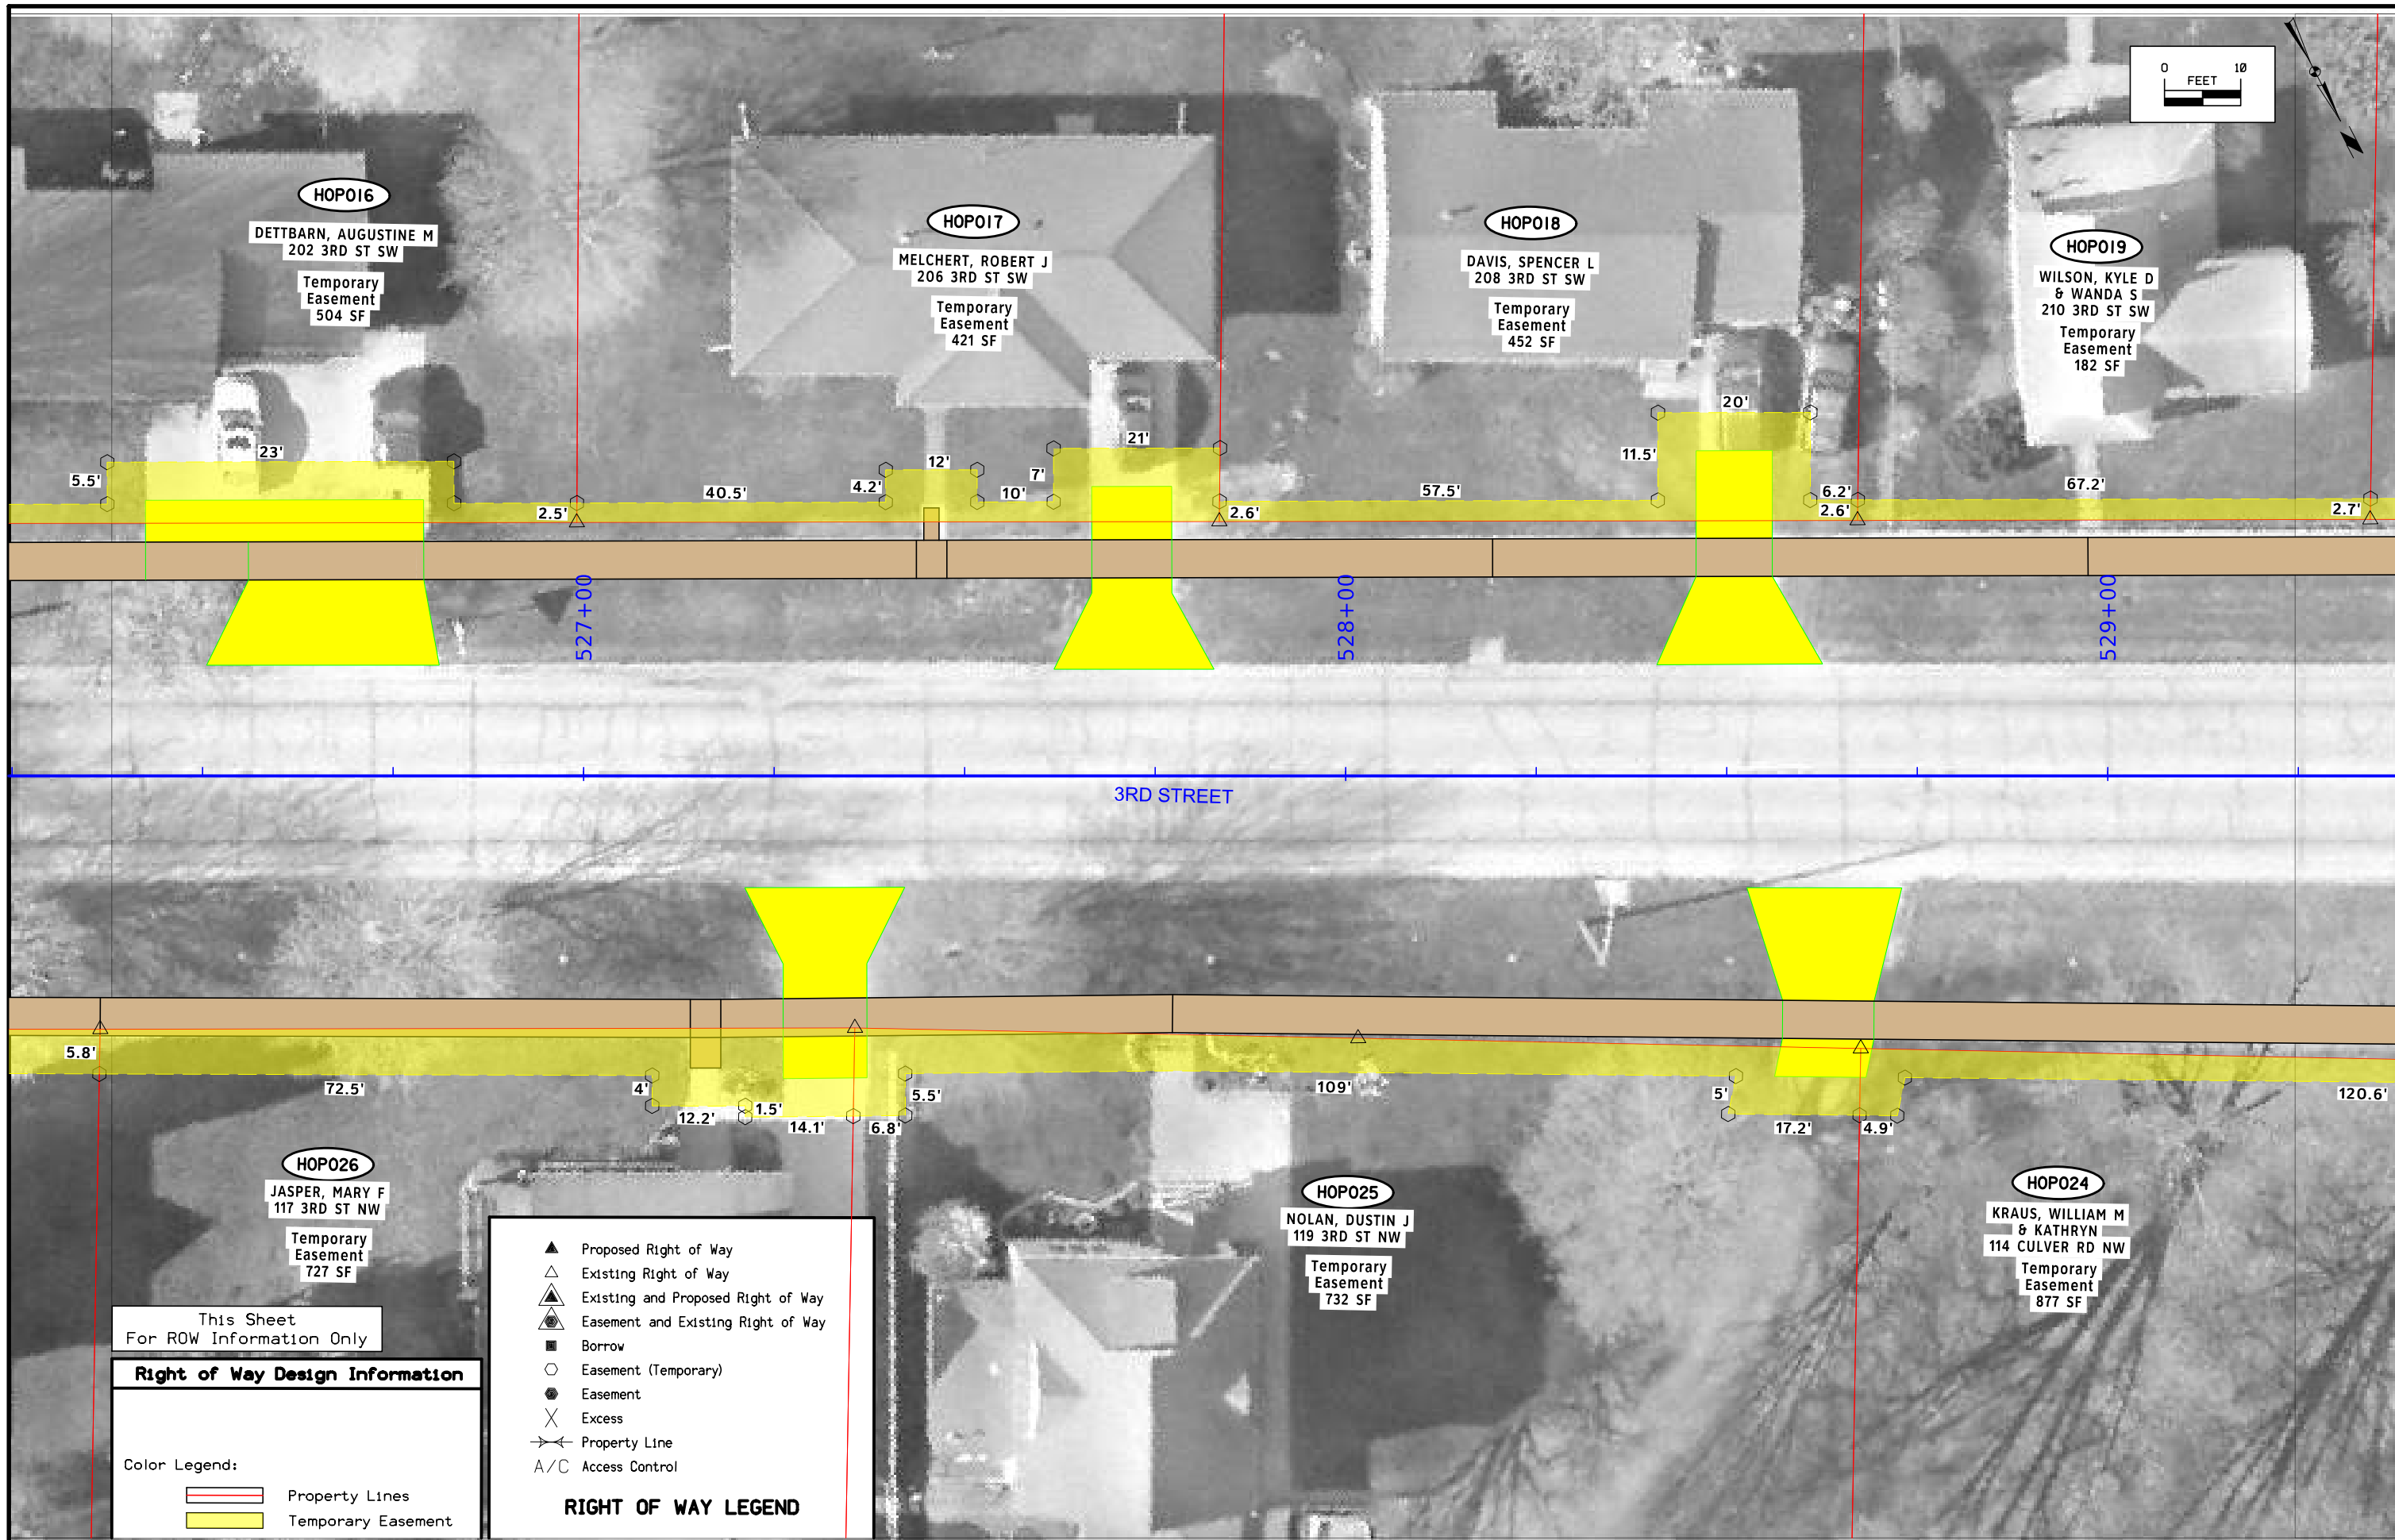 0 10
FEET
HOP016
DETTBARN, AUGUSTINE M
202 3RD ST SW
Temporary
Easement
504 SF
HOP017
MELCHERT, ROBERT J
206 3RD ST SW
Temporary
Easement
421 SF
HOP018
DAVIS, SPENCER L
208 3RD ST SW
Temporary
Easement
452 SF
HOP019
WILSON, KYLE D
& WANDA S
210 3RD ST SW
Temporary
Easement
182 SF
5.5'
23'
2.5'
40.5'
4.2'
12'
10'
7'
21'
2.6'
57.5'
11.5'
20'
6.2'
2.6'
67.2'
2.7'
527+00
528+00
529+00
3RD STREET
5.8'
72.5'
4'
12.2'
1.5'
14.1'
6.8'
5.5'
109'
5'
17.2'
4.9'
120.6'
HOP026
JASPER, MARY F
117 3RD ST NW
Temporary
Easement
727 SF
HOP025
NOLAN, DUSTIN J
119 3RD ST NW
Temporary
Easement
732 SF
HOP024
KRAUS, WILLIAM M
& KATHRYN
114 CULVER RD NW
Temporary
Easement
877 SF
This Sheet
For ROW Information Only
Right of Way Design Information
Color Legend:
Property Lines
Temporary Easement
Proposed Right of Way
Existing Right of Way
Existing and Proposed Right of Way
Easement and Existing Right of Way
Borrow
Easement (Temporary)
Easement
Excess
Property Line
A/C Access Control
RIGHT OF WAY LEGEND